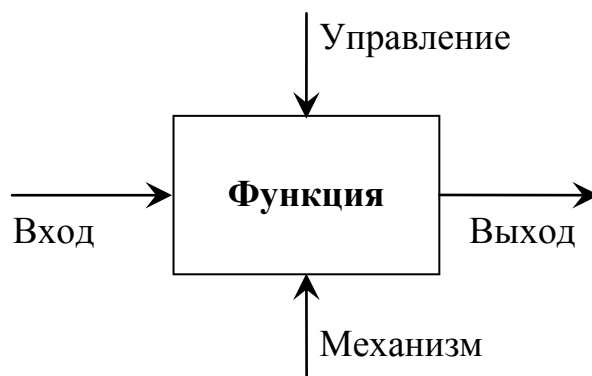 Управление
Функция
Вход
Выход
Механизм